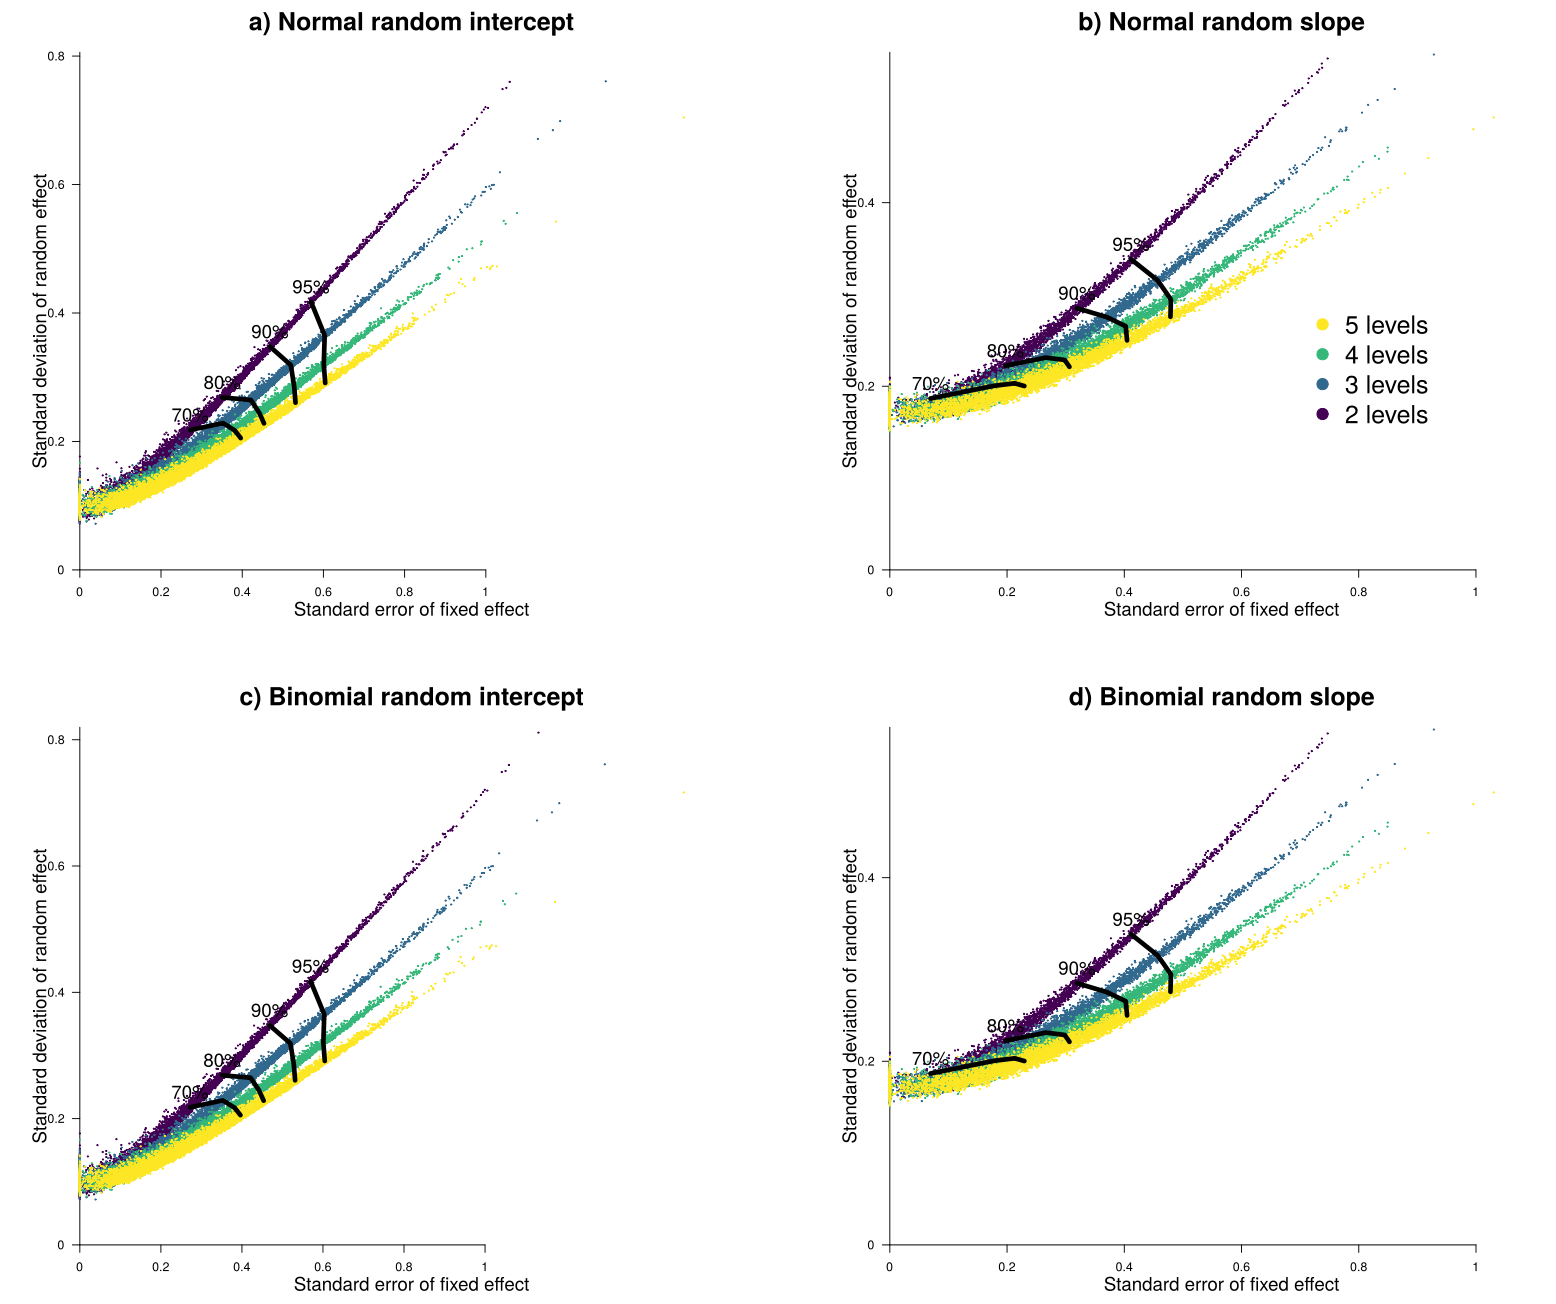 a) Normal random intercept
0.8
0.6
0.4
0.2
0
Standard deviation of random effect
95%
90%
80%
70%
0 0.2 0.4 0.6 0.8 1
Standard error of fixed effect
b) Normal random slope
0.4
0.2
0
Standard deviation of random effect
95%
90%
80%
70%
5 levels
4 levels
3 levels
2 levels
0 0.2 0.4 0.6 0.8 1
Standard error of fixed effect
c) Binomial random intercept
0.8
0.6
0.4
0.2
0
Standard deviation of random effect
95%
90%
80%
70%
0 0.2 0.4 0.6 0.8 1
Standard error of fixed effect
d) Binomial random slope
0.4
0.2
0
Standard deviation of random effect
95%
90%
80%
70%
0 0.2 0.4 0.6 0.8 1
Standard error of fixed effect